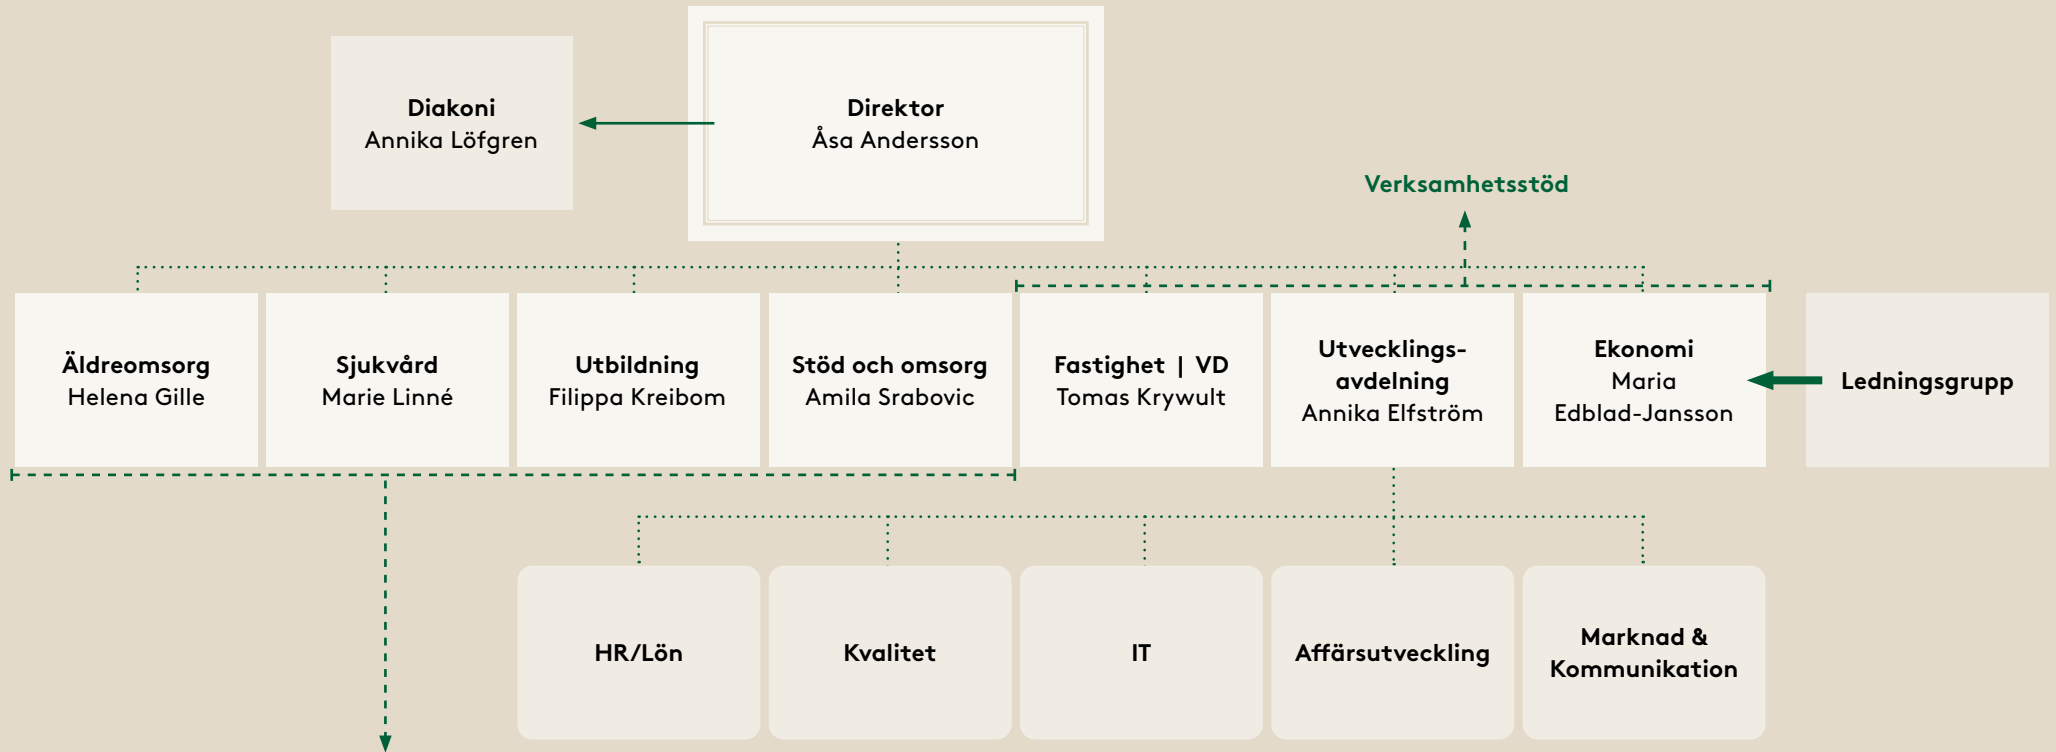 Diakoni
Annika Löfgren
Direktor
Åsa Andersson
Verksamhetsstöd
Äldreomsorg
Helena Gille
Sjukvård
Marie Linné
Utbildning
Filippa Kreibom
Stöd och omsorg
Amila Srabovic
Fastighet | VD
Tomas Krywult
Utvecklings-
avdelning
Annika Elfström
Ekonomi
Maria
Edblad-Jansson
Ledningsgrupp
HR/Lön
Kvalitet
IT
Affärsutveckling
Marknad &
Kommunikation